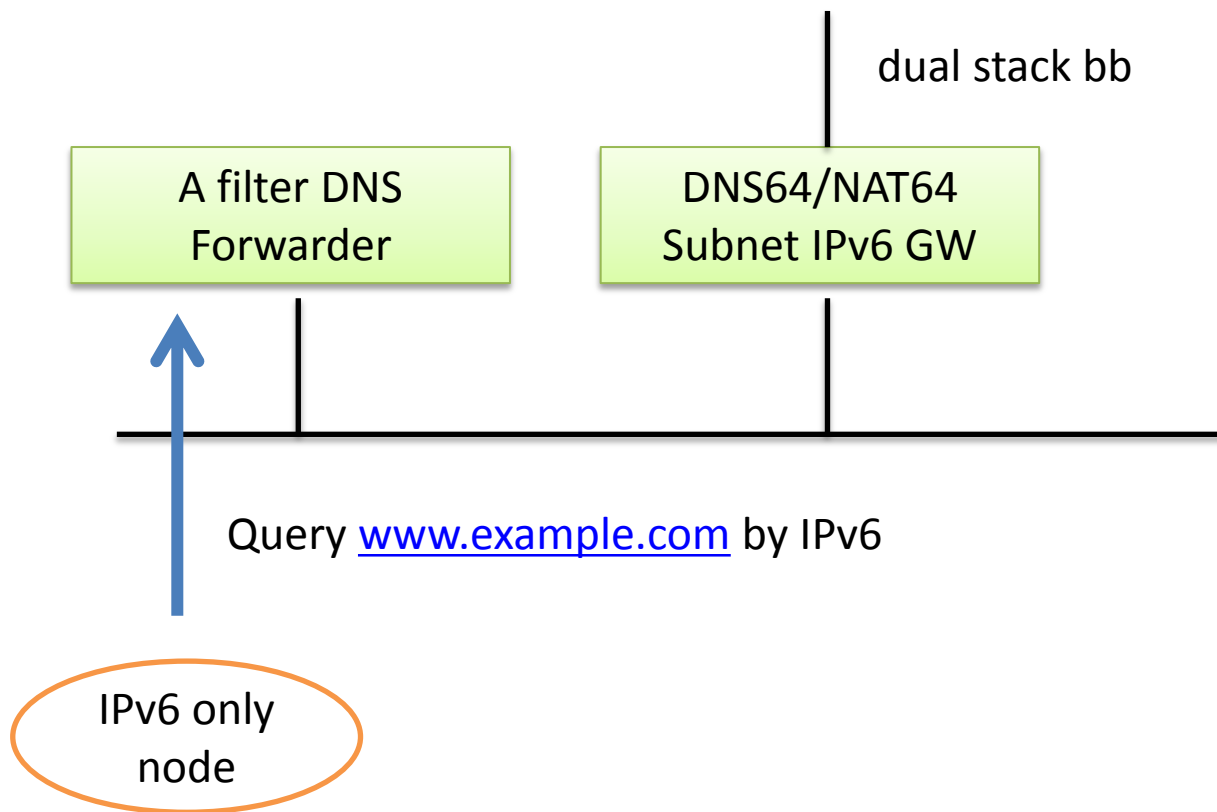 dual stack bb
A filter DNS
Forwarder
DNS64/NAT64
Subnet IPv6 GW
Query www.example.com by IPv6
IPv6 only
node